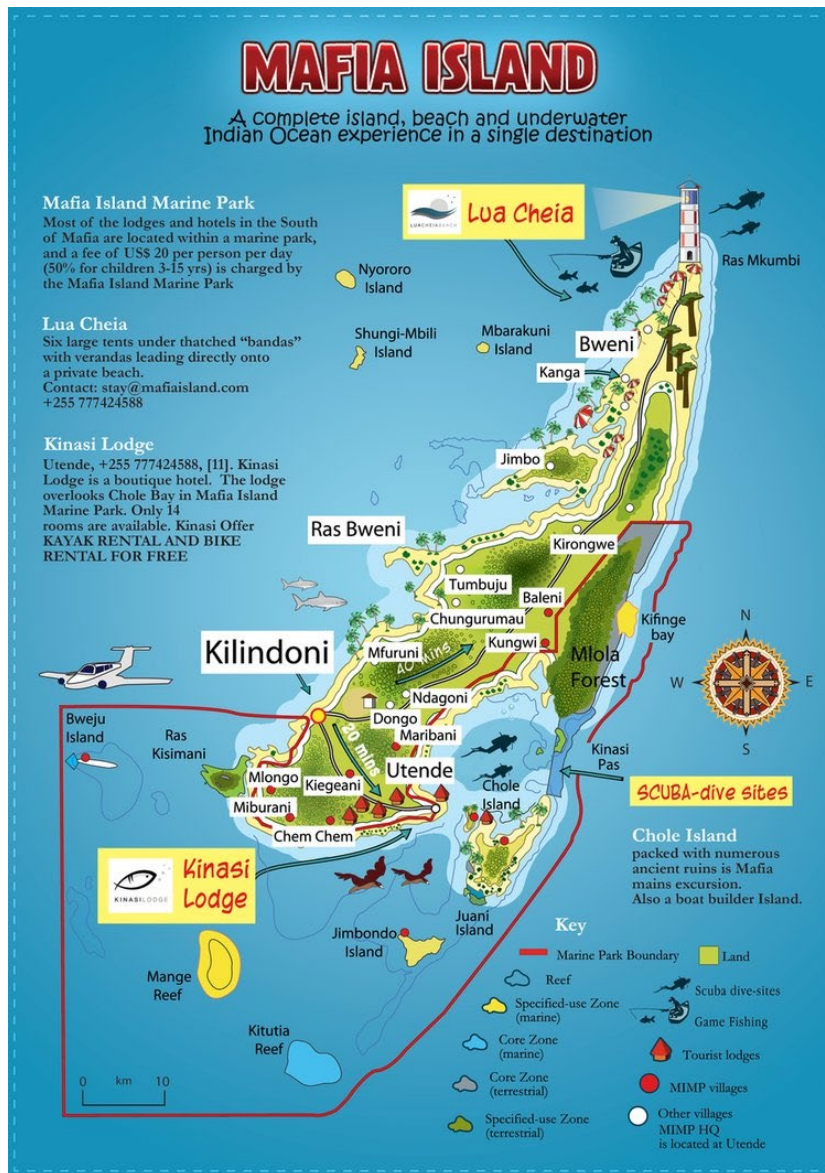 MAFIA ISLAND
A complete island, beach and underwater
Indian Ocean experience in a single destination
Mafia Island Marine Park
Most of the lodges and hotels in the South
of Mafia are located within a marine park,
and a fee of US$ 20 per person per day
(50% for children 3-15 yrs) is charged by
the Mafia Island Marine Park
Lua Cheia
Six large tents under thatched “bandas”
with verandas leading directly onto
a private beach.
Contact: stay@mafiaisland.com
+255 777424588
Kinasi Lodge
Utende, +255 777424588, [11]. Kinasi
Lodge is a boutique hotel. The lodge
overlooks Chole Bay in Mafia Island
Marine Park. Only 14
rooms are available. Kinasi Offer
KAYAK RENTAL AND BIKE
RENTAL FOR FREE
LUACHEIABEACH
Lua Cheia
Ras Mkumbi
Nyororo
Island
Shungi-Mbili
Island
Mbarakuni
Island
Bweni
Kanga
Jimbo
Ras Bweni
Kirongwe
Tumbuju
Baleni
Chungurumau
Kifinge
bay
Kungwi
Mfuruni
40 mins
Mlola
Forest
Kilindoni
N
W
E
S
Ndagoni
Dongo
Bweju
Island
Ras
Kisimani
Maribani
20 mins
Kinasi
Pas
Utende
Mlongo
Kiegeani
Chole
Island
Miburani
Chem Chem
SCUBA-dive sites
KINASILODGE
Kinasi
Lodge
Chole Island
packed with numerous
ancient ruins is Mafia
mains excursion.
Also a boat builder Island.
Juani
Island
Jimbondo
Island
Mange
Reef
Kitutia
Reef
0 km 10
Key
Marine Park Boundary
Land
Reef
Scuba dive-sites
Specified-use Zone
(marine)
Game Fishing
Core Zone
(marine)
Tourist lodges
Core Zone
(terrestrial)
MIMP villages
Specified-use Zone
(terrestrial)
Other villages
MIMP HQ
is located at Utende